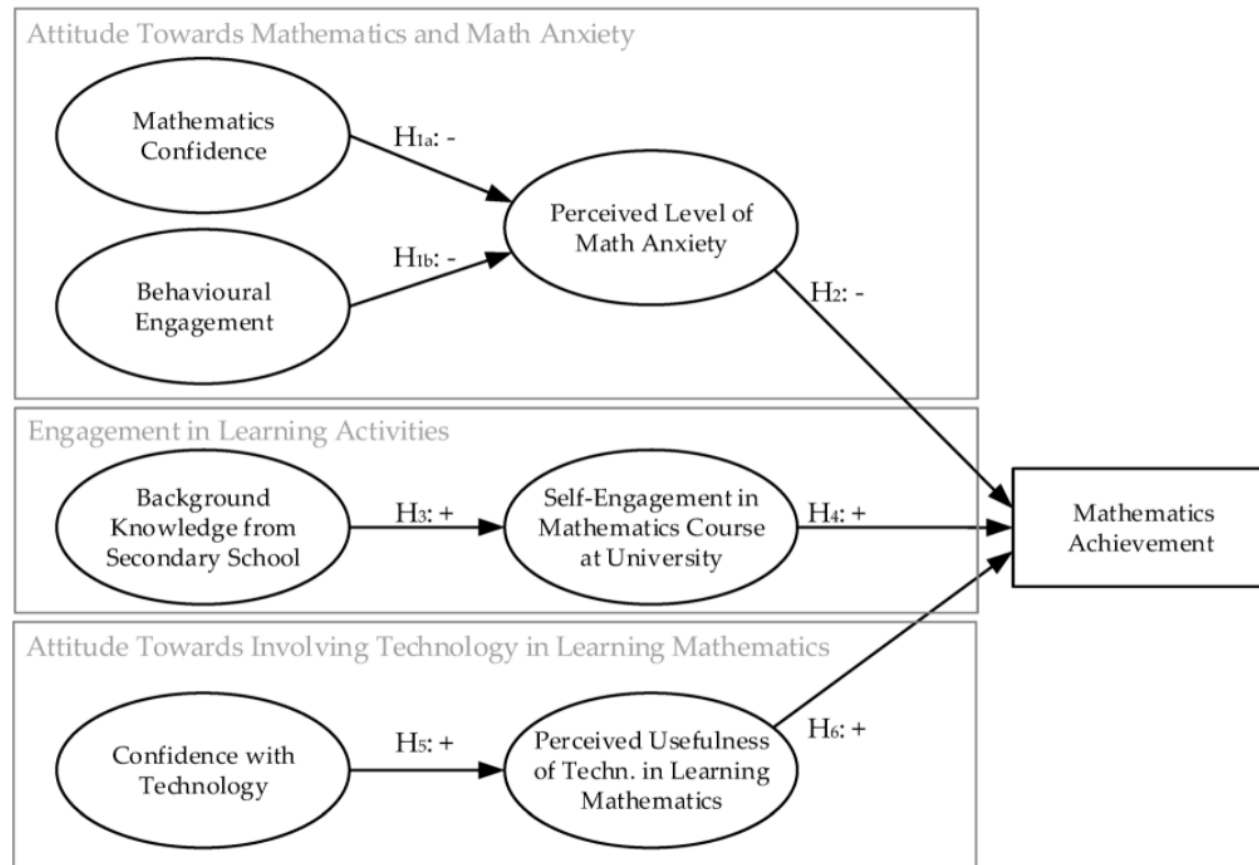 Attitude Towards Mathematics and Math Anxiety
Mathematics
Confidence
H1a: -
Perceived Level of
Math Anxiety
H1b: -
Behavioural
Engagement
H2: -
Engagement in Learning Activities
Background
Knowledge from
Secondary School
H3: +
Self-Engagement in
Mathematics Course
at University
H4: +
Mathematics
Achievement
Attitude Towards Involving Technology in Learning Mathematics
Confidence with
Technology
H5: +
Perceived Usefulness
of Techn. in Learning
Mathematics
H6: +